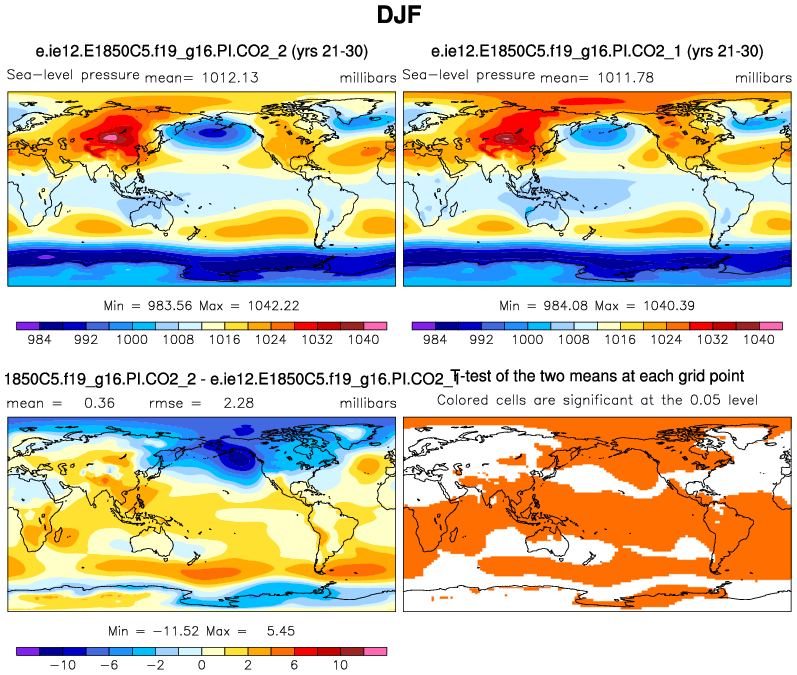 DJF
e.ie12.E1850C5.f19_g16.PI.CO2_2 (yrs 21-30)
Sea-level pressure mean= 1012.13 millibars
Min = 983.56 Max = 1042.22
984 992 1000 1008 1016 1024 1032 1040
e.ie12.E1850C5.f19_g16.PI.CO2_1 (yrs 21-30)
Sea-level pressure mean= 1011.78 millibars
Min = 984.08 Max = 1040.39
984 992 1000 1008 1016 1024 1032 1040
1850C5.f19_g16.PI.CO2_2 - e.ie12.E1850C5.f19_g16.PI.CO2_
mean = 0.36 rmse = 2.28 millibars
Min = -11.52 Max = 5.45
-10 -6 -2 0 2 6 10
T-test of the two means at each grid point
Colored cells are significant at the 0.05 level